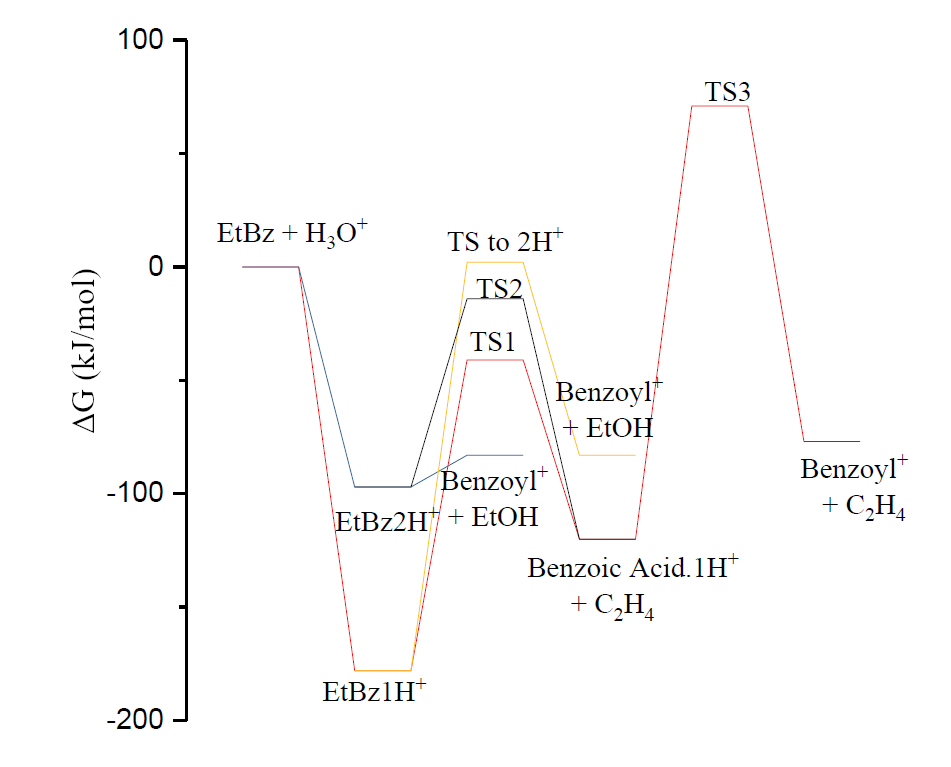 100
TS3
EtBz + H₃O⁺
TS to 2H⁺
0
TS2
TS1
ΔG (kJ/mol)
Benzoyl⁺
+ EtOH
Benzoyl⁺
+ C₂H₄
Benzoyl⁺
+ EtOH
-100
EtBz2H⁺
Benzoic Acid.1H⁺
+ C₂H₄
EtBz1H⁺
-200